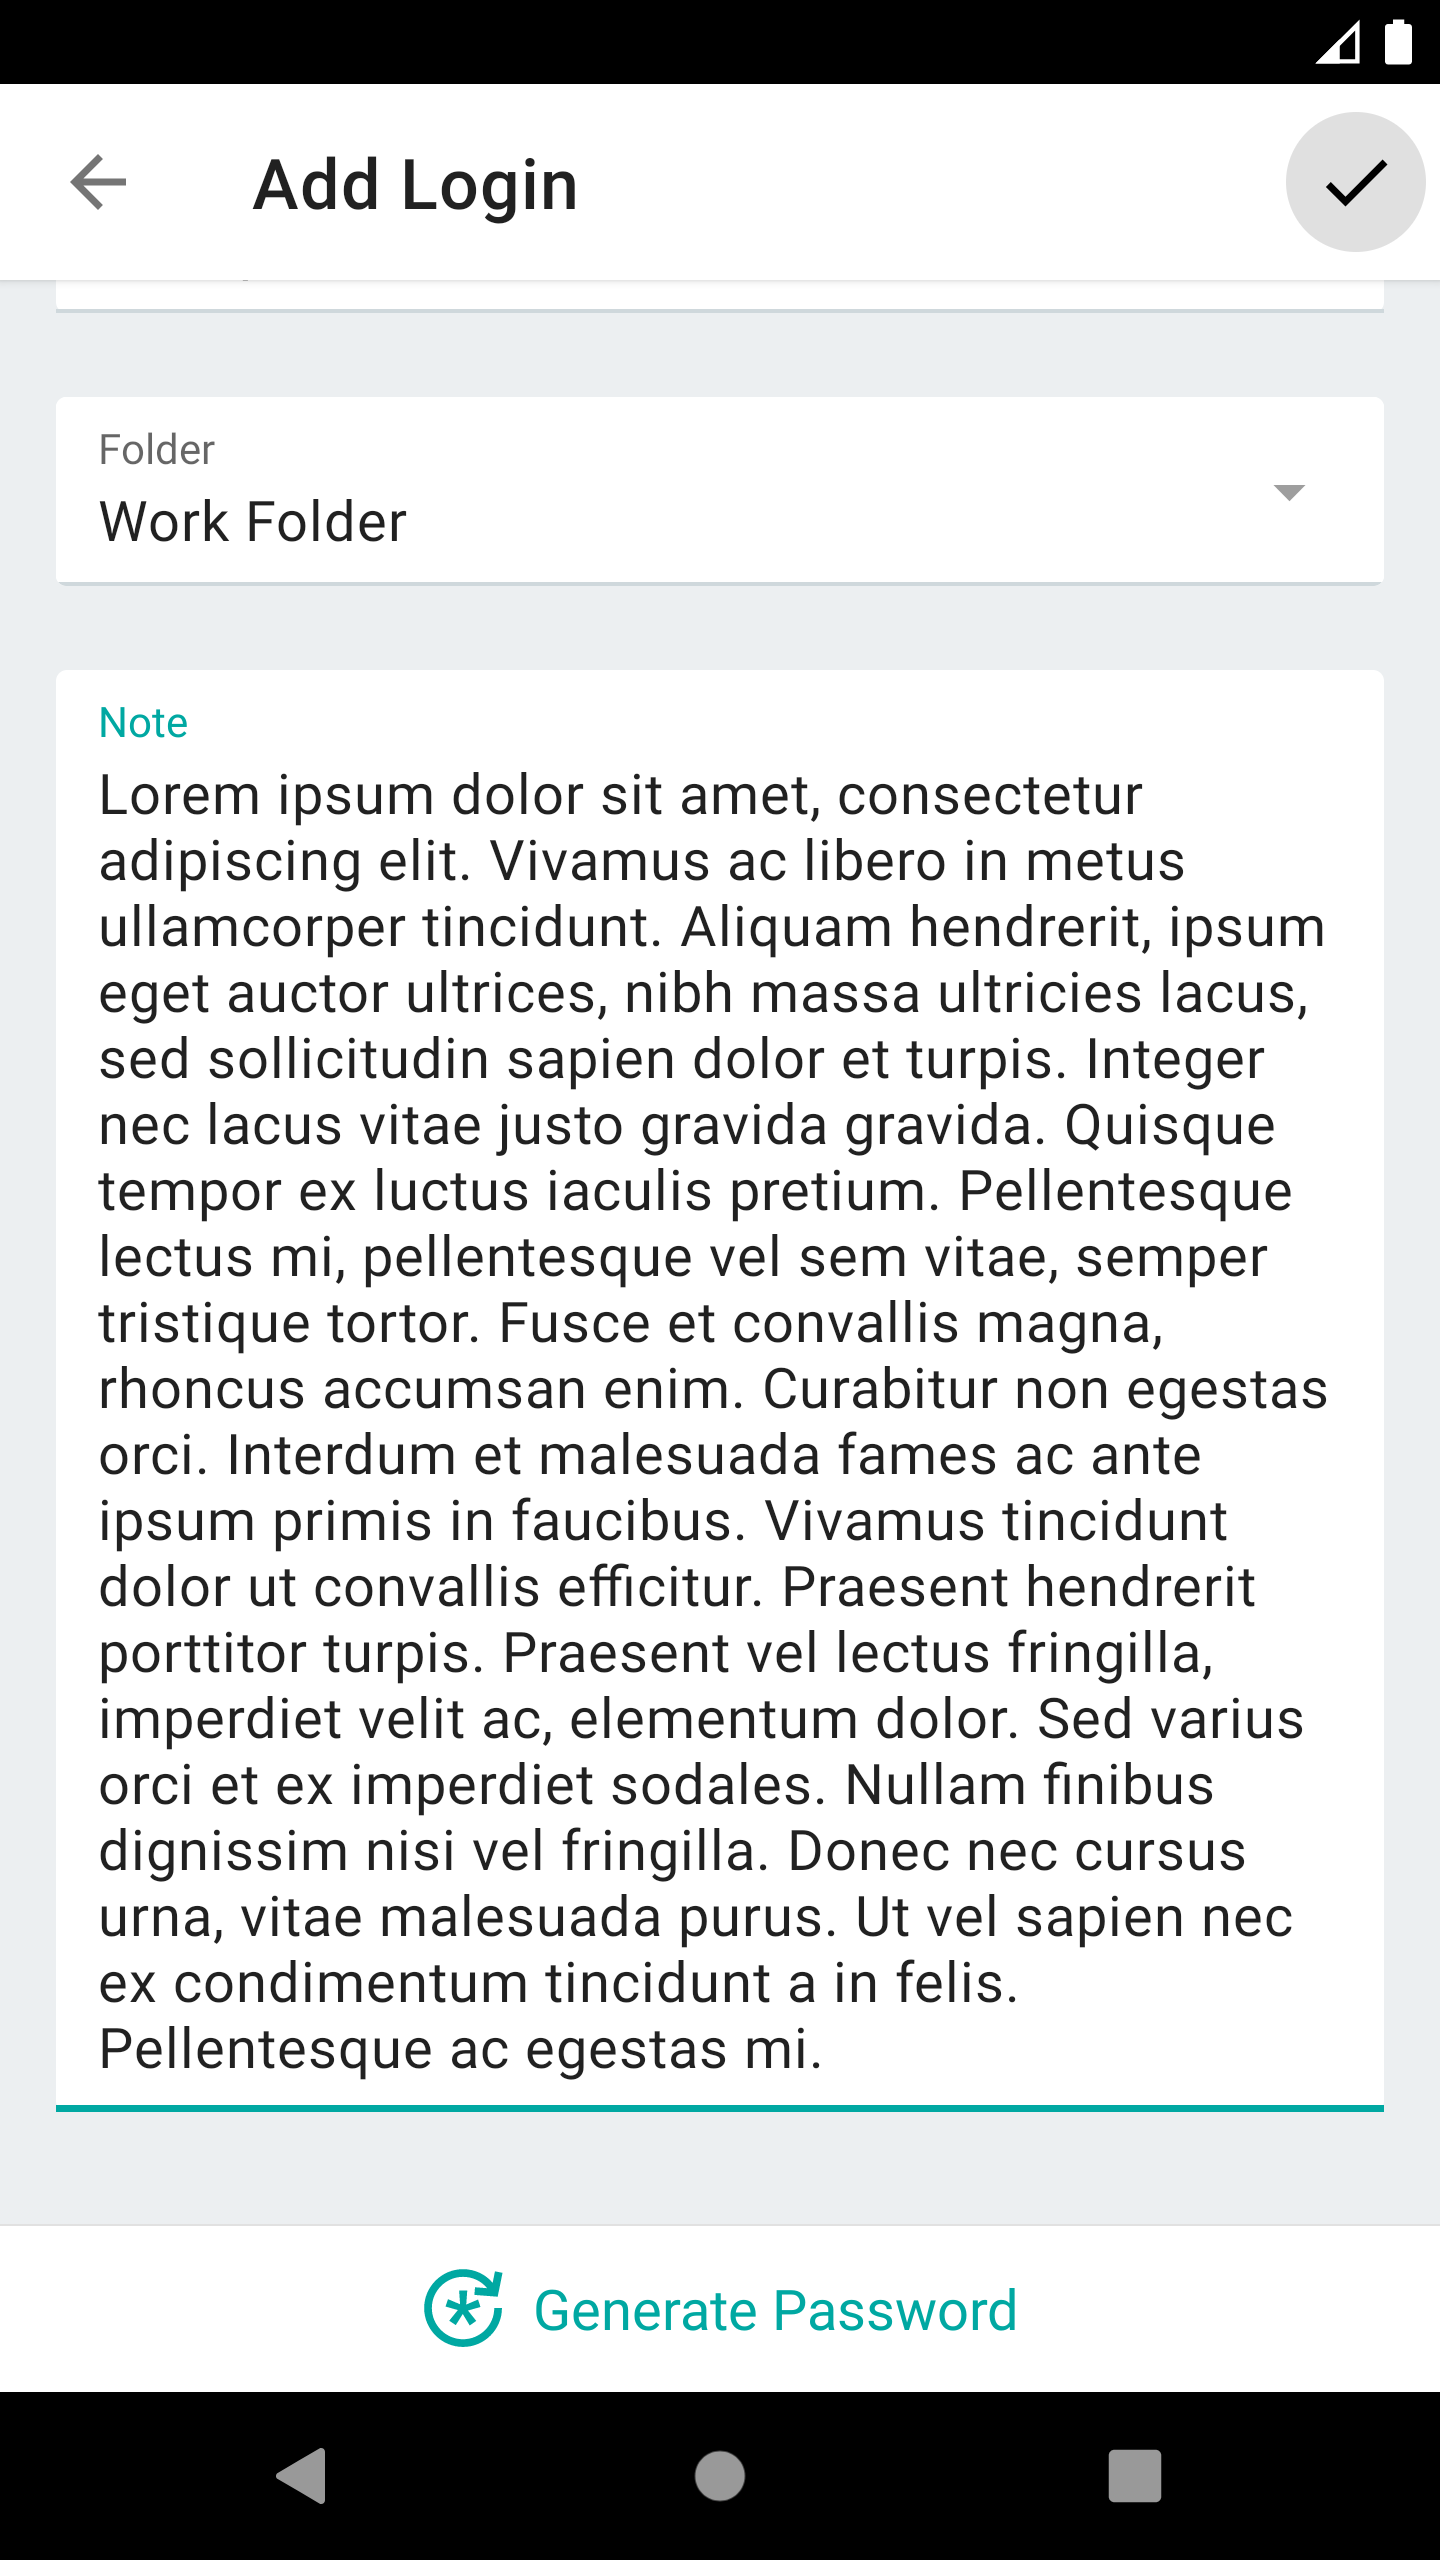 Add Login
Folder
Work Folder
Note
Lorem ipsum dolor sit amet, consectetur
adipiscing elit. Vivamus ac libero in metus
ullamcorper tincidunt. Aliquam hendrerit, ipsum
eget auctor ultrices, nibh massa ultricies lacus,
sed sollicitudin sapien dolor et turpis. Integer
nec lacus vitae justo gravida gravida. Quisque
tempor ex luctus iaculis pretium. Pellentesque
lectus mi, pellentesque vel sem vitae, semper
tristique tortor. Fusce et convallis magna,
rhoncus accumsan enim. Curabitur non egestas
orci. Interdum et malesuada fames ac ante
ipsum primis in faucibus. Vivamus tincidunt
dolor ut convallis efficitur. Praesent hendrerit
porttitor turpis. Praesent vel lectus fringilla,
imperdiet velit ac, elementum dolor. Sed varius
orci et ex imperdiet sodales. Nullam finibus
dignissim nisi vel fringilla. Donec nec cursus
urna, vitae malesuada purus. Ut vel sapien nec
ex condimentum tincidunt a in felis.
Pellentesque ac egestas mi.
Generate Password